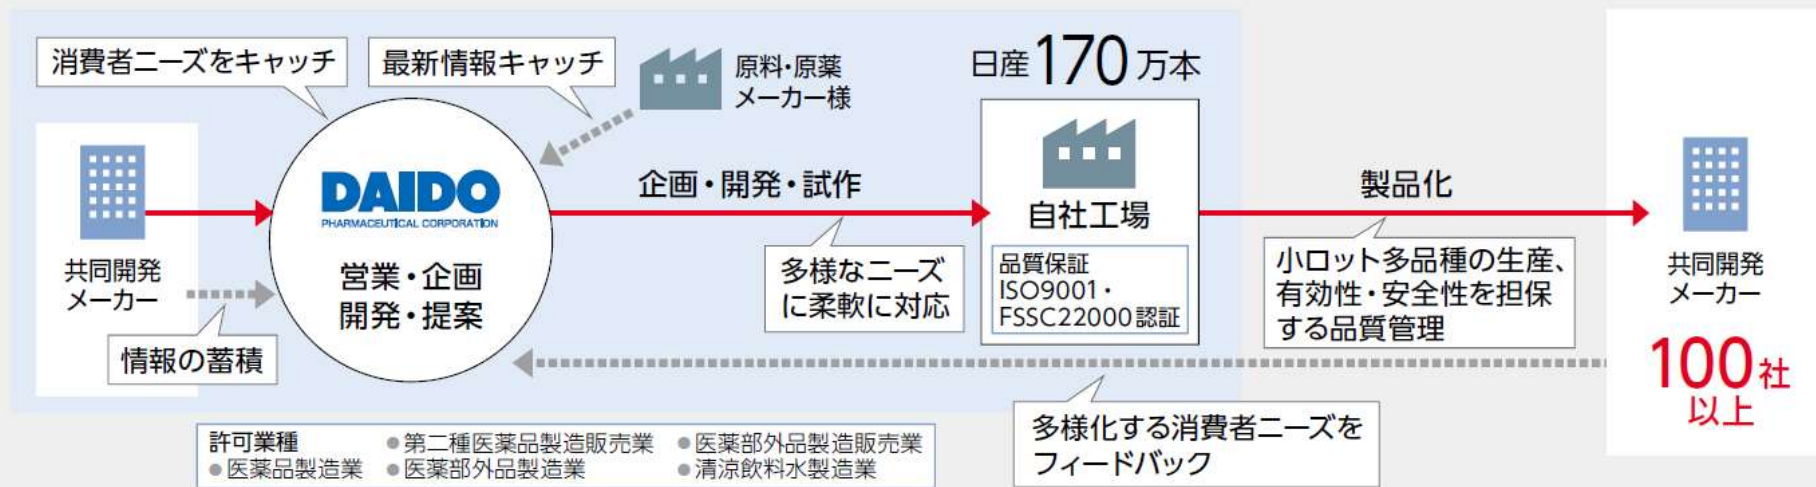 消費者ニーズをキャッチ
最新情報キャッチ
原料・原薬
メーカー様
日産170万本
DAIDO
PHARMACEUTICAL CORPORATION
営業・企画
開発・提案
共同開発
メーカー
情報の蓄積
企画・開発・試作
多様なニーズ
に柔軟に対応
自社工場
品質保証
ISO9001・
FSSC22000認証
製品化
小ロット多品種の生産、
有効性・安全性を担保
する品質管理
共同開発
メーカー
100社
以上
多様化する消費者ニーズを
フィードバック
許可業種 ●第二種医薬品製造販売業 ●医薬部外品製造販売業
●医薬品製造業 ●医薬部外品製造業 ●清涼飲料水製造業